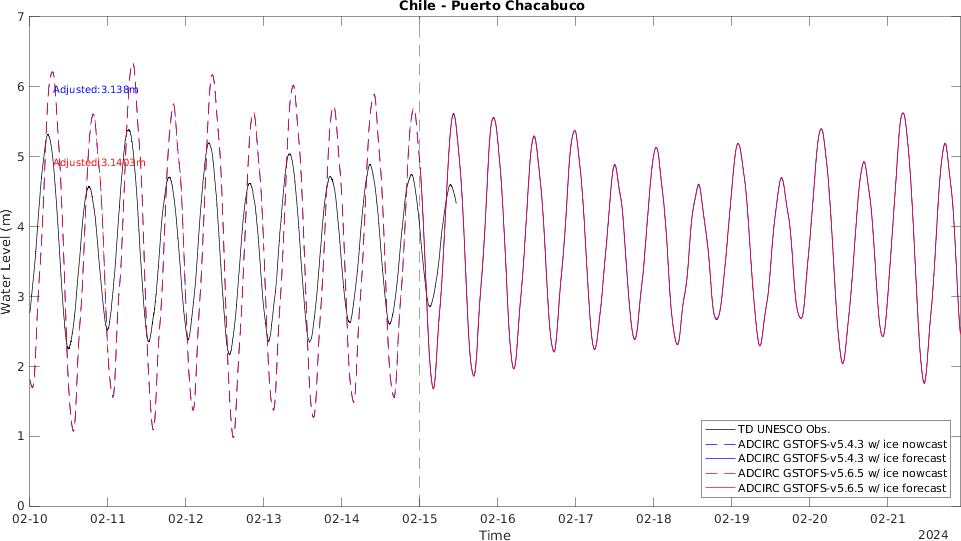 Chile - Puerto Chacabuco
7
6
5
4
3
2
1
0
Water Level (m)
Adjusted:3.138m
Adjusted:3.1403m
TD UNESCO Obs.
ADCIRC GSTOFS-v5.4.3 w/ ice nowcast
ADCIRC GSTOFS-v5.4.3 w/ ice forecast
ADCIRC GSTOFS-v5.6.5 w/ ice nowcast
ADCIRC GSTOFS-v5.6.5 w/ ice forecast
02-10 02-11 02-12 02-13 02-14 02-15 02-16 02-17 02-18 02-19 02-20 02-21
Time
2024